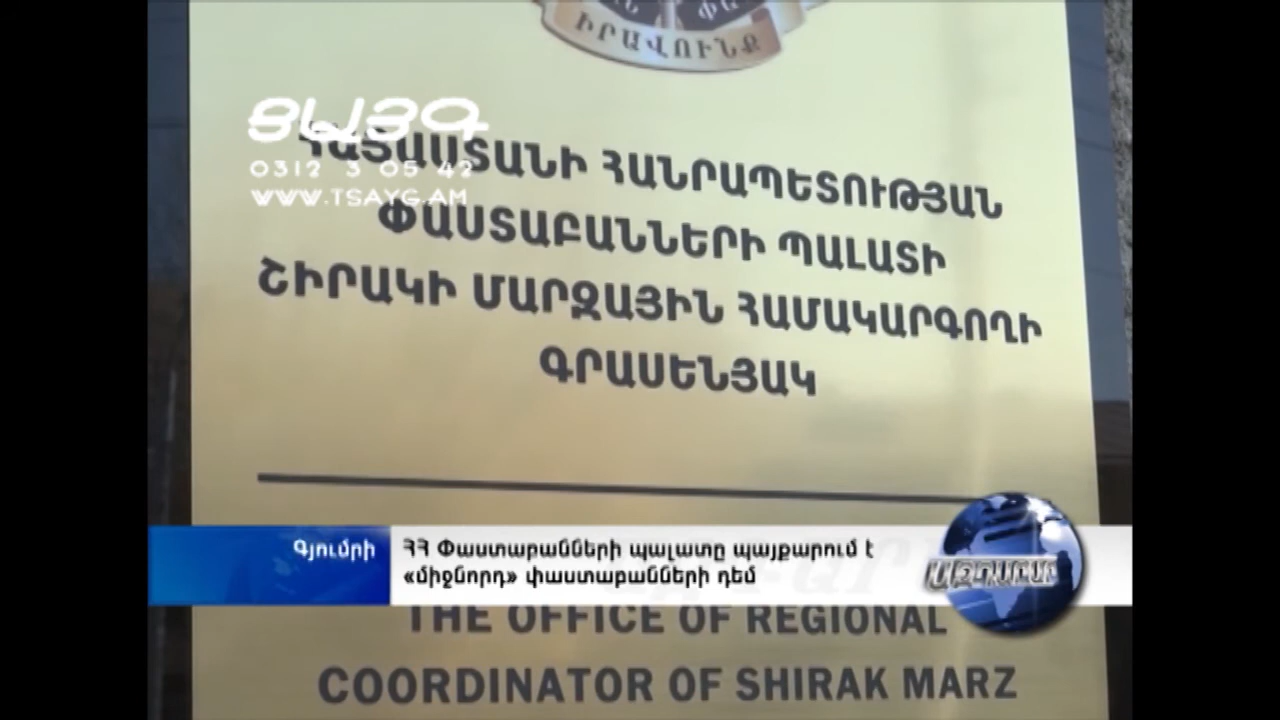 ԻՐԱՎՈՒՆՔ
ՑԱՅԳ
0312 3 05 42
WWW.TSAYG.AM
ՀԱՅԱՍՏԱՆԻ ՀԱՆՐԱՊԵՏՈՒԹՅԱՆ
ՓԱՍՏԱԲԱՆՆԵՐԻ ՊԱԼԱՏԻ
ՇԻՐԱԿԻ ՄԱՐԶԱՅԻՆ ՀԱՄԱԿԱՐԳՈՂԻ
ԳՐԱՍԵՆՅԱԿ
Գյումրի
ՀՀ Փաստաբանների պալատը պայքարում է
«միջնորդ» փաստաբանների դեմ
THE OFFICE OF REGIONAL
COORDINATOR OF SHIRAK MARZ